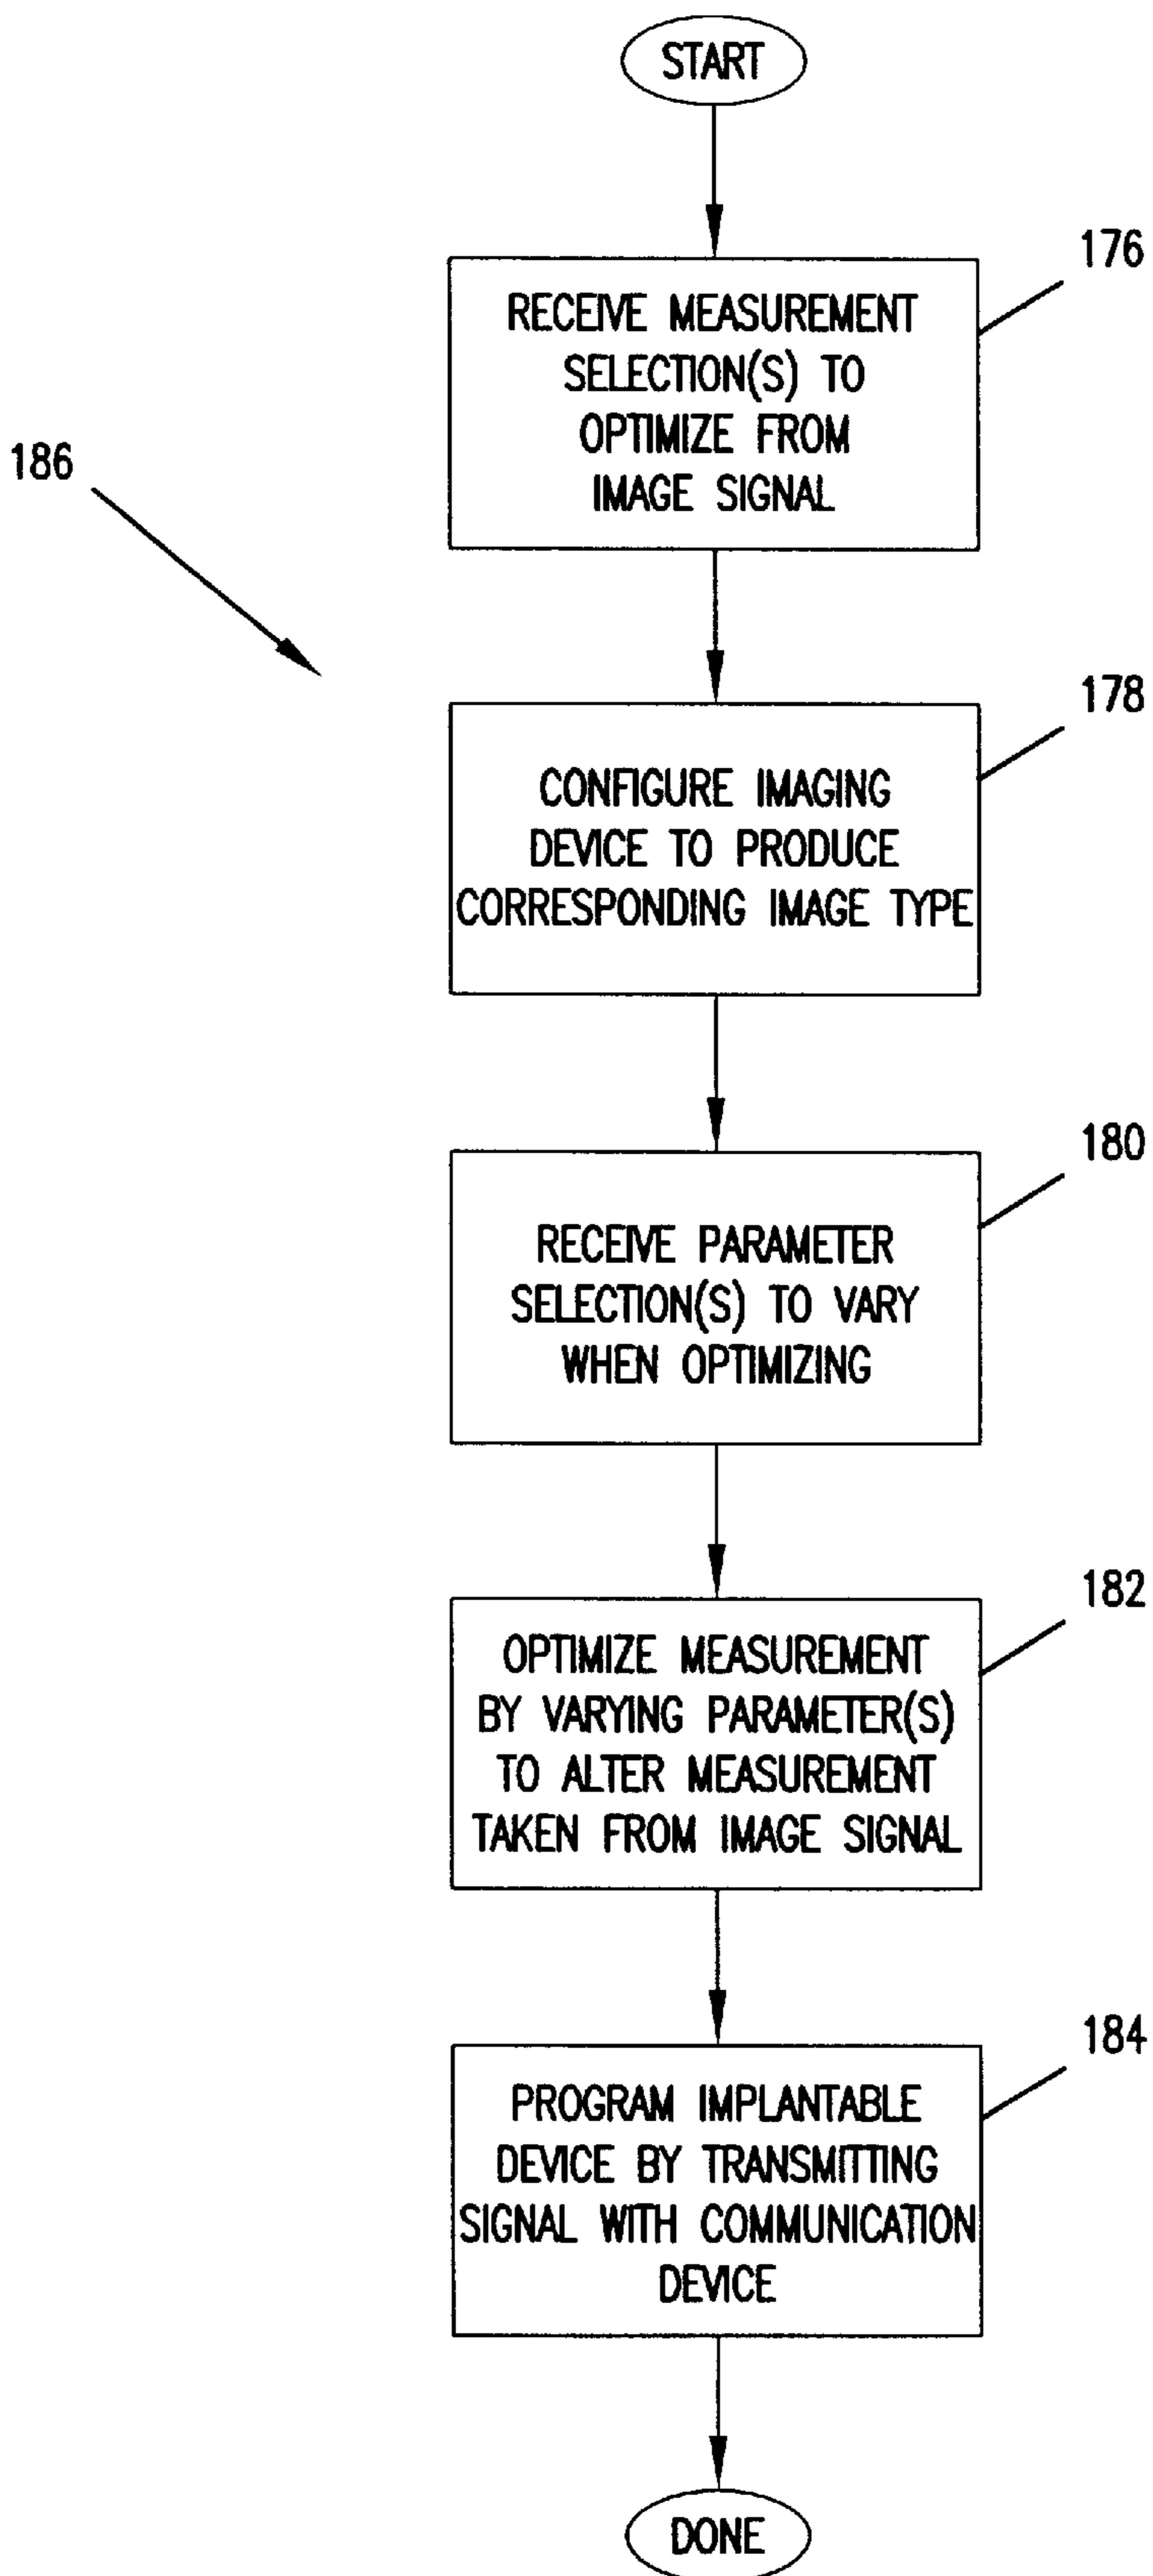 START
176
RECEIVE MEASUREMENT
SELECTION(S) TO
OPTIMIZE FROM
IMAGE SIGNAL
186
178
CONFIGURE IMAGING
DEVICE TO PRODUCE
CORRESPONDING IMAGE TYPE
180
RECEIVE PARAMETER
SELECTION(S) TO VARY
WHEN OPTIMIZING
182
OPTIMIZE MEASUREMENT
BY VARYING PARAMETER(S)
TO ALTER MEASUREMENT
TAKEN FROM IMAGE SIGNAL
184
PROGRAM IMPLANTABLE
DEVICE BY TRANSMITTING
SIGNAL WITH COMMUNICATION
DEVICE
DONE